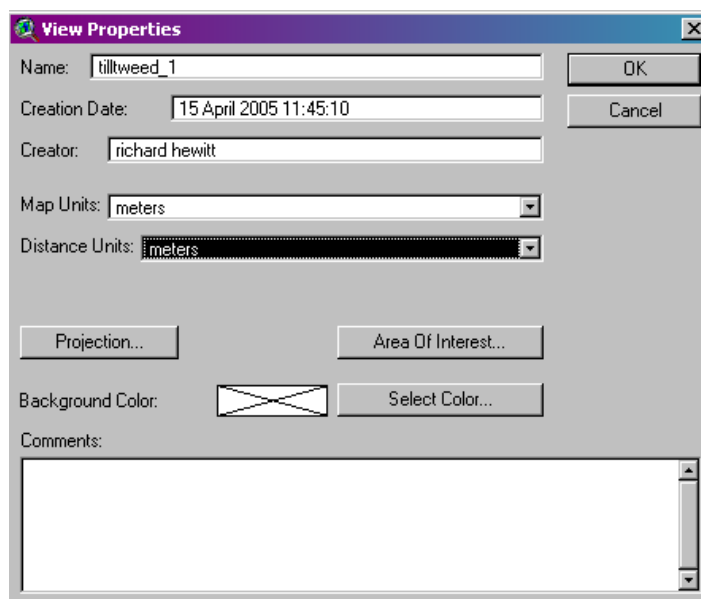 View Properties
Name: tilltweed_1
OK
Creation Date: 15 April 2005 11:45:10
Cancel
Creator: richard hewitt
Map Units: meters
Distance Units: meters
Projection...
Area Of Interest...
Background Color:
Select Color...
Comments: